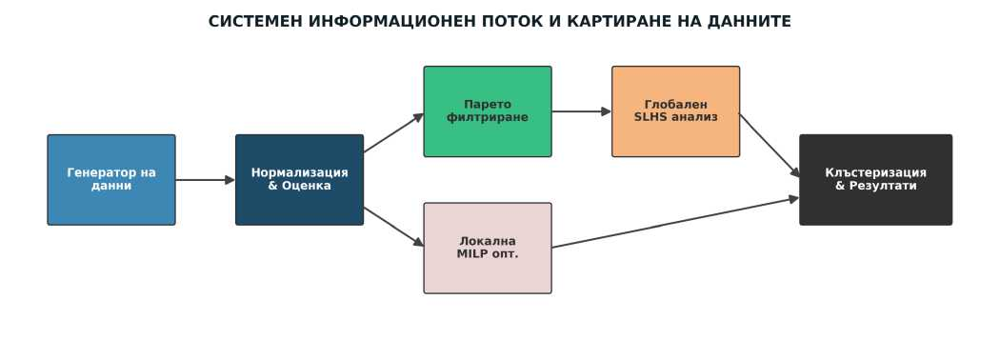 СИСТЕМЕН ИНФОРМАЦИОНЕН ПОТОК И КАРТИРАНЕ НА ДАННИТЕ
Генератор на
данни
Нормализация
& Оценка
Парето
филтриране
Глобален
SLHS анализ
Локална
MILP опт.
Клъстеризация
& Резултати